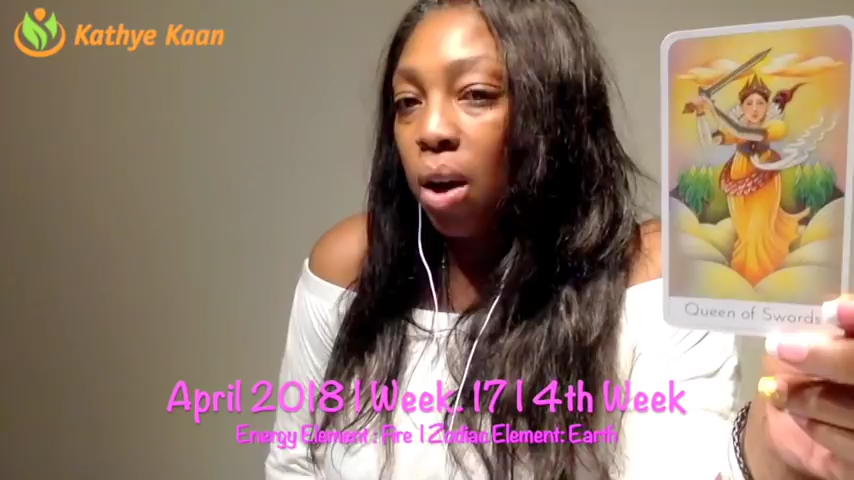 Kathye Kaan
Queen of Swords
April 2018 | Week. 17 | 4th Week
Energy Element : Fire | Zodiac Element: Earth